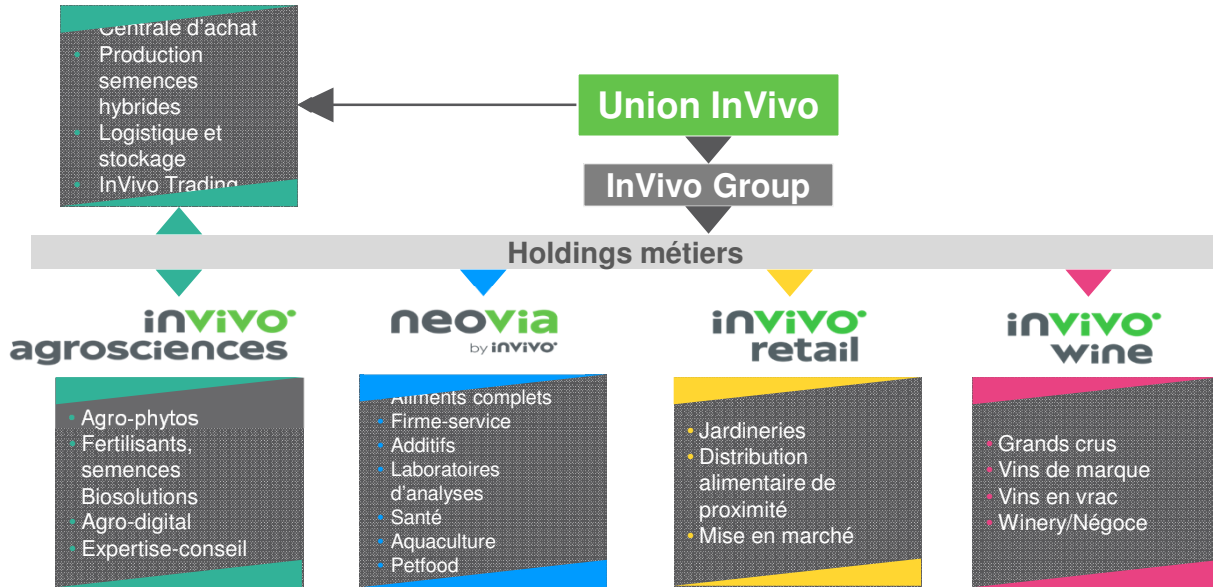 Centrale d'achat
• Production
semences
hybrides
• Logistique et
stockage
• InVivo Trading
Union InVivo
InVivo Group
Holdings métiers
invivo
agrosciences
neovia
by invivo
invivo
retail
invivo
wine
• Agro-phytos
• Fertilisants,
semences
Biosolutions
• Agro-digital
• Expertise-conseil
Aliments complets
• Firme-service
• Additifs
• Laboratoires
d'analyses
• Santé
• Aquaculture
• Petfood
• Jardineries
• Distribution
alimentaire de
proximité
• Mise en marché
• Grands crus
• Vins de marque
• Vins en vrac
• Winery/Négoce